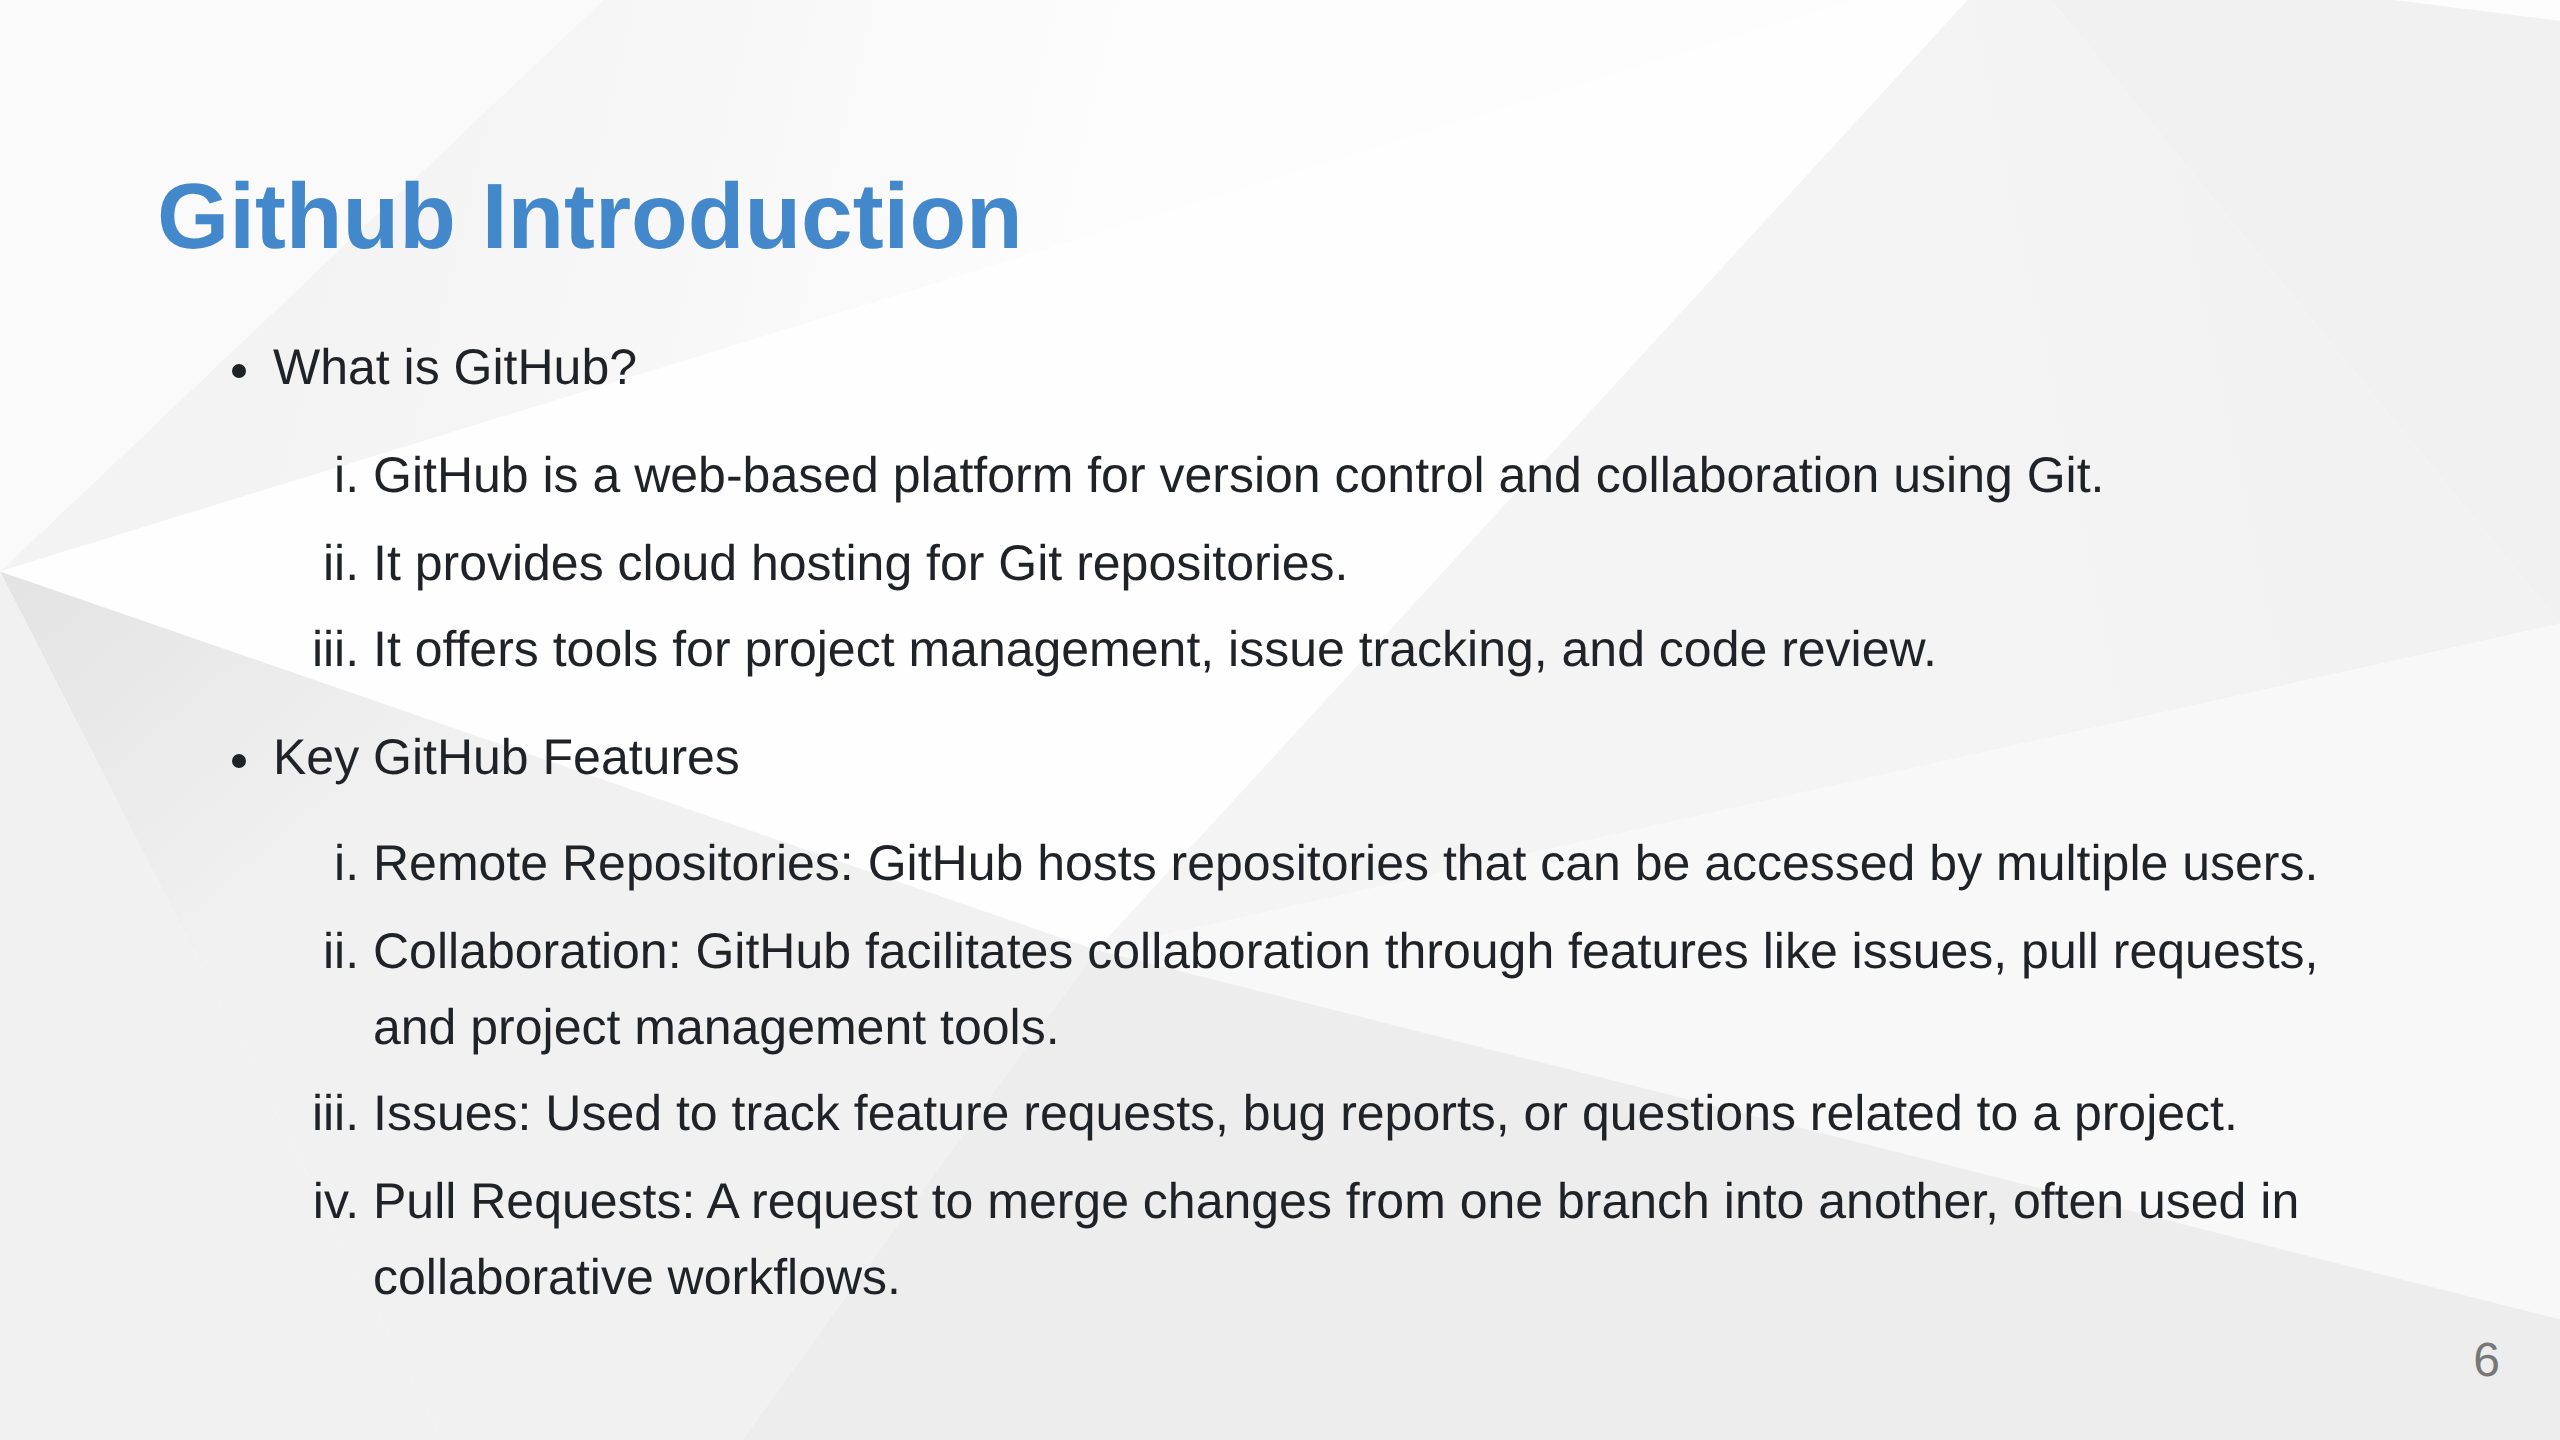 Github Introduction
• What is GitHub?
i. GitHub is a web-based platform for version control and collaboration using Git.
ii. It provides cloud hosting for Git repositories.
iii. It offers tools for project management, issue tracking, and code review.
• Key GitHub Features
i. Remote Repositories: GitHub hosts repositories that can be accessed by multiple users.
ii. Collaboration: GitHub facilitates collaboration through features like issues, pull requests,
and project management tools.
iii. Issues: Used to track feature requests, bug reports, or questions related to a project.
iv. Pull Requests: A request to merge changes from one branch into another, often used in
collaborative workflows.
6